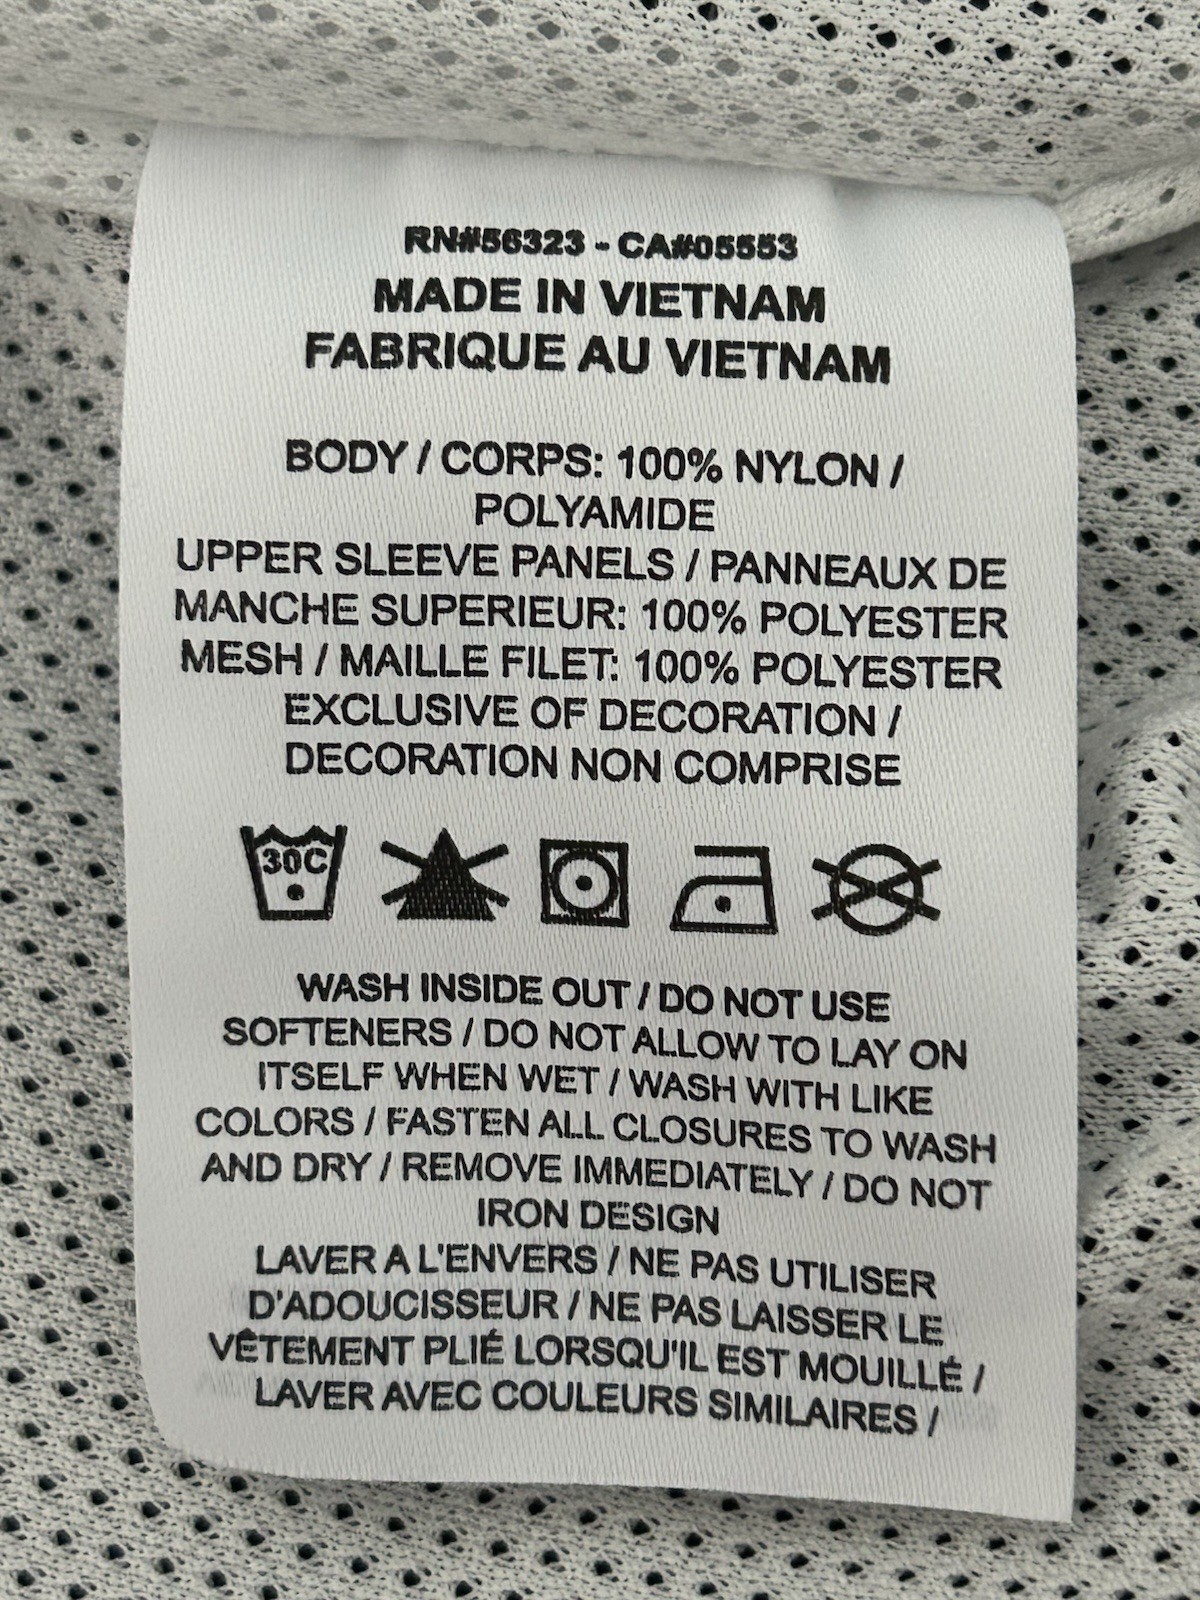 RN#56323 - CA#05553
MADE IN VIETNAM
FABRIQUE AU VIETNAM
BODY / CORPS: 100% NYLON /
POLYAMIDE
UPPER SLEEVE PANELS / PANNEAUX DE
MANCHE SUPERIEUR: 100% POLYESTER
MESH / MAILLE FILET: 100% POLYESTER
EXCLUSIVE OF DECORATION /
DECORATION NON COMPRISE
30C
WASH INSIDE OUT / DO NOT USE
SOFTENERS / DO NOT ALLOW TO LAY ON
ITSELF WHEN WET / WASH WITH LIKE
COLORS / FASTEN ALL CLOSURES TO WASH
AND DRY / REMOVE IMMEDIATELY / DO NOT
IRON DESIGN
LAVER A L'ENVERS / NE PAS UTILISER
D'ADOUCISSEUR / NE PAS LAISSER LE
VÊTEMENT PLIÉ LORSQU'IL EST MOUILLÉ /
LAVER AVEC COULEURS SIMILAIRES /